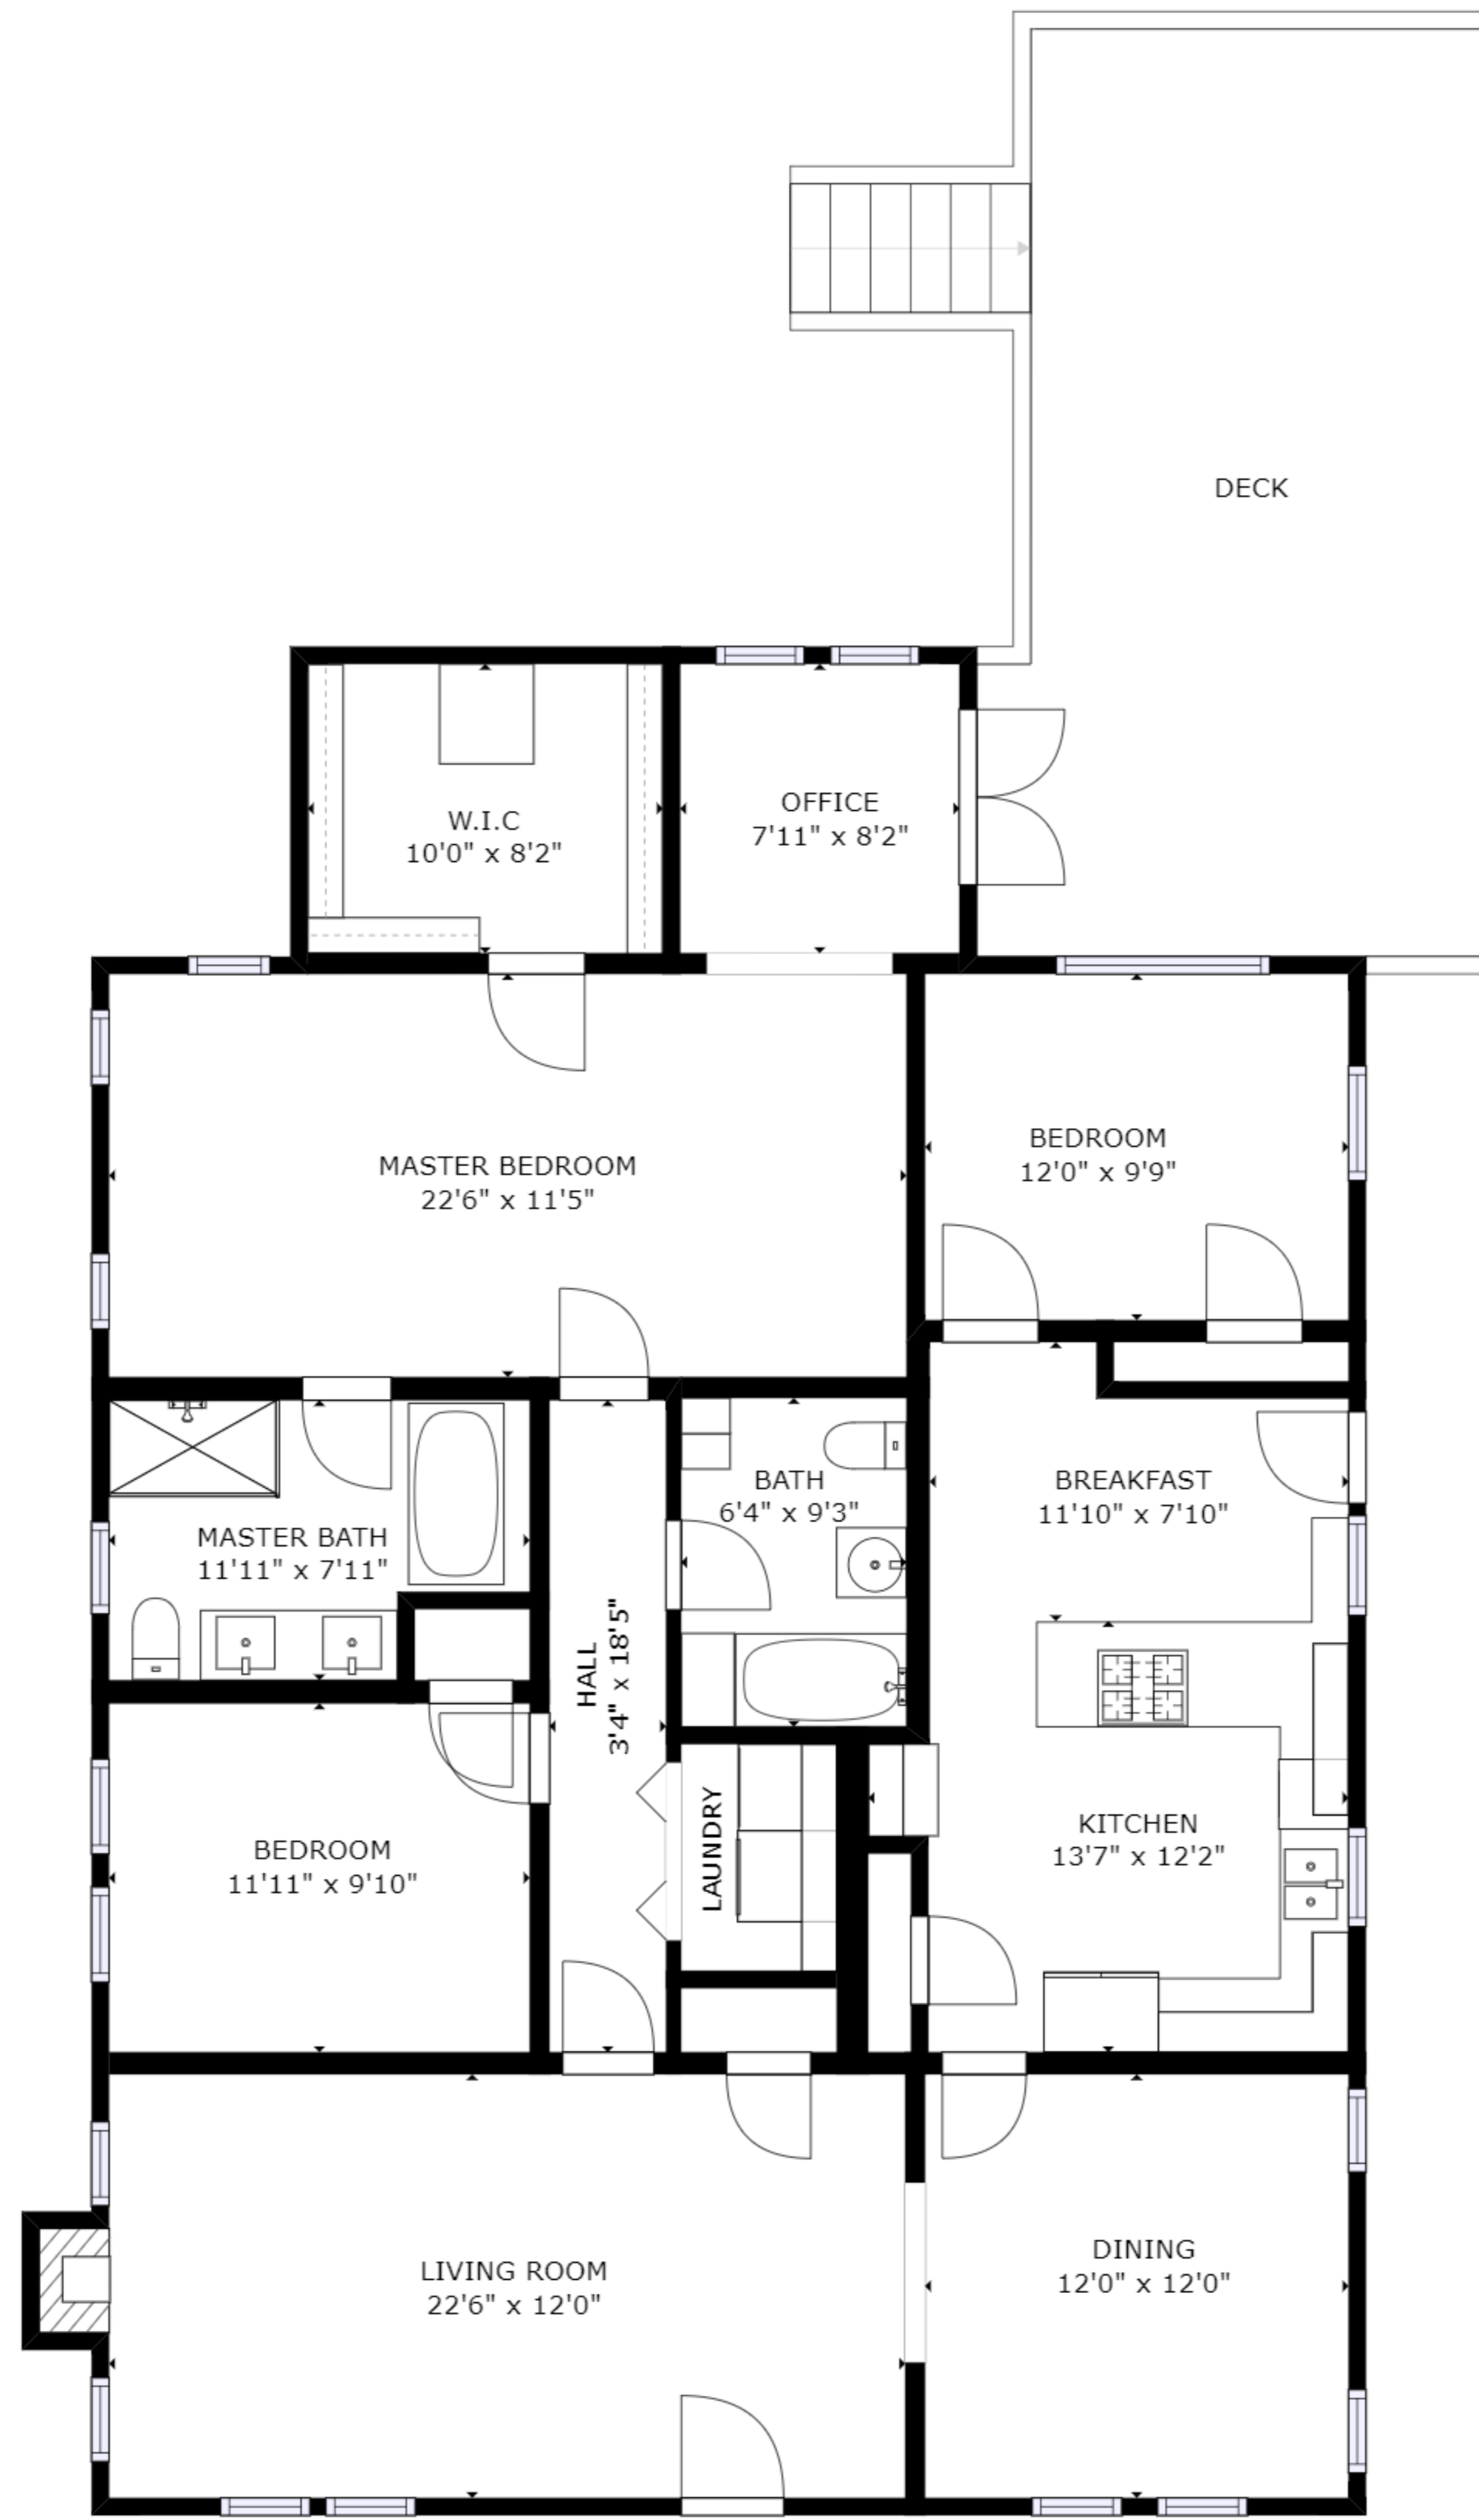 DECK
W.I.C
10'0" x 8'2"
OFFICE
7'11" x 8'2"
MASTER BEDROOM
22'6" x 11'5"
BEDROOM
12'0" x 9'9"
MASTER BATH
11'11" x 7'11"
HALL
3'4" x 18'5"
BATH
6'4" x 9'3"
BREAKFAST
11'10" x 7'10"
BEDROOM
11'11" x 9'10"
LAUNDRY
KITCHEN
13'7" x 12'2"
LIVING ROOM
22'6" x 12'0"
DINING
12'0" x 12'0"